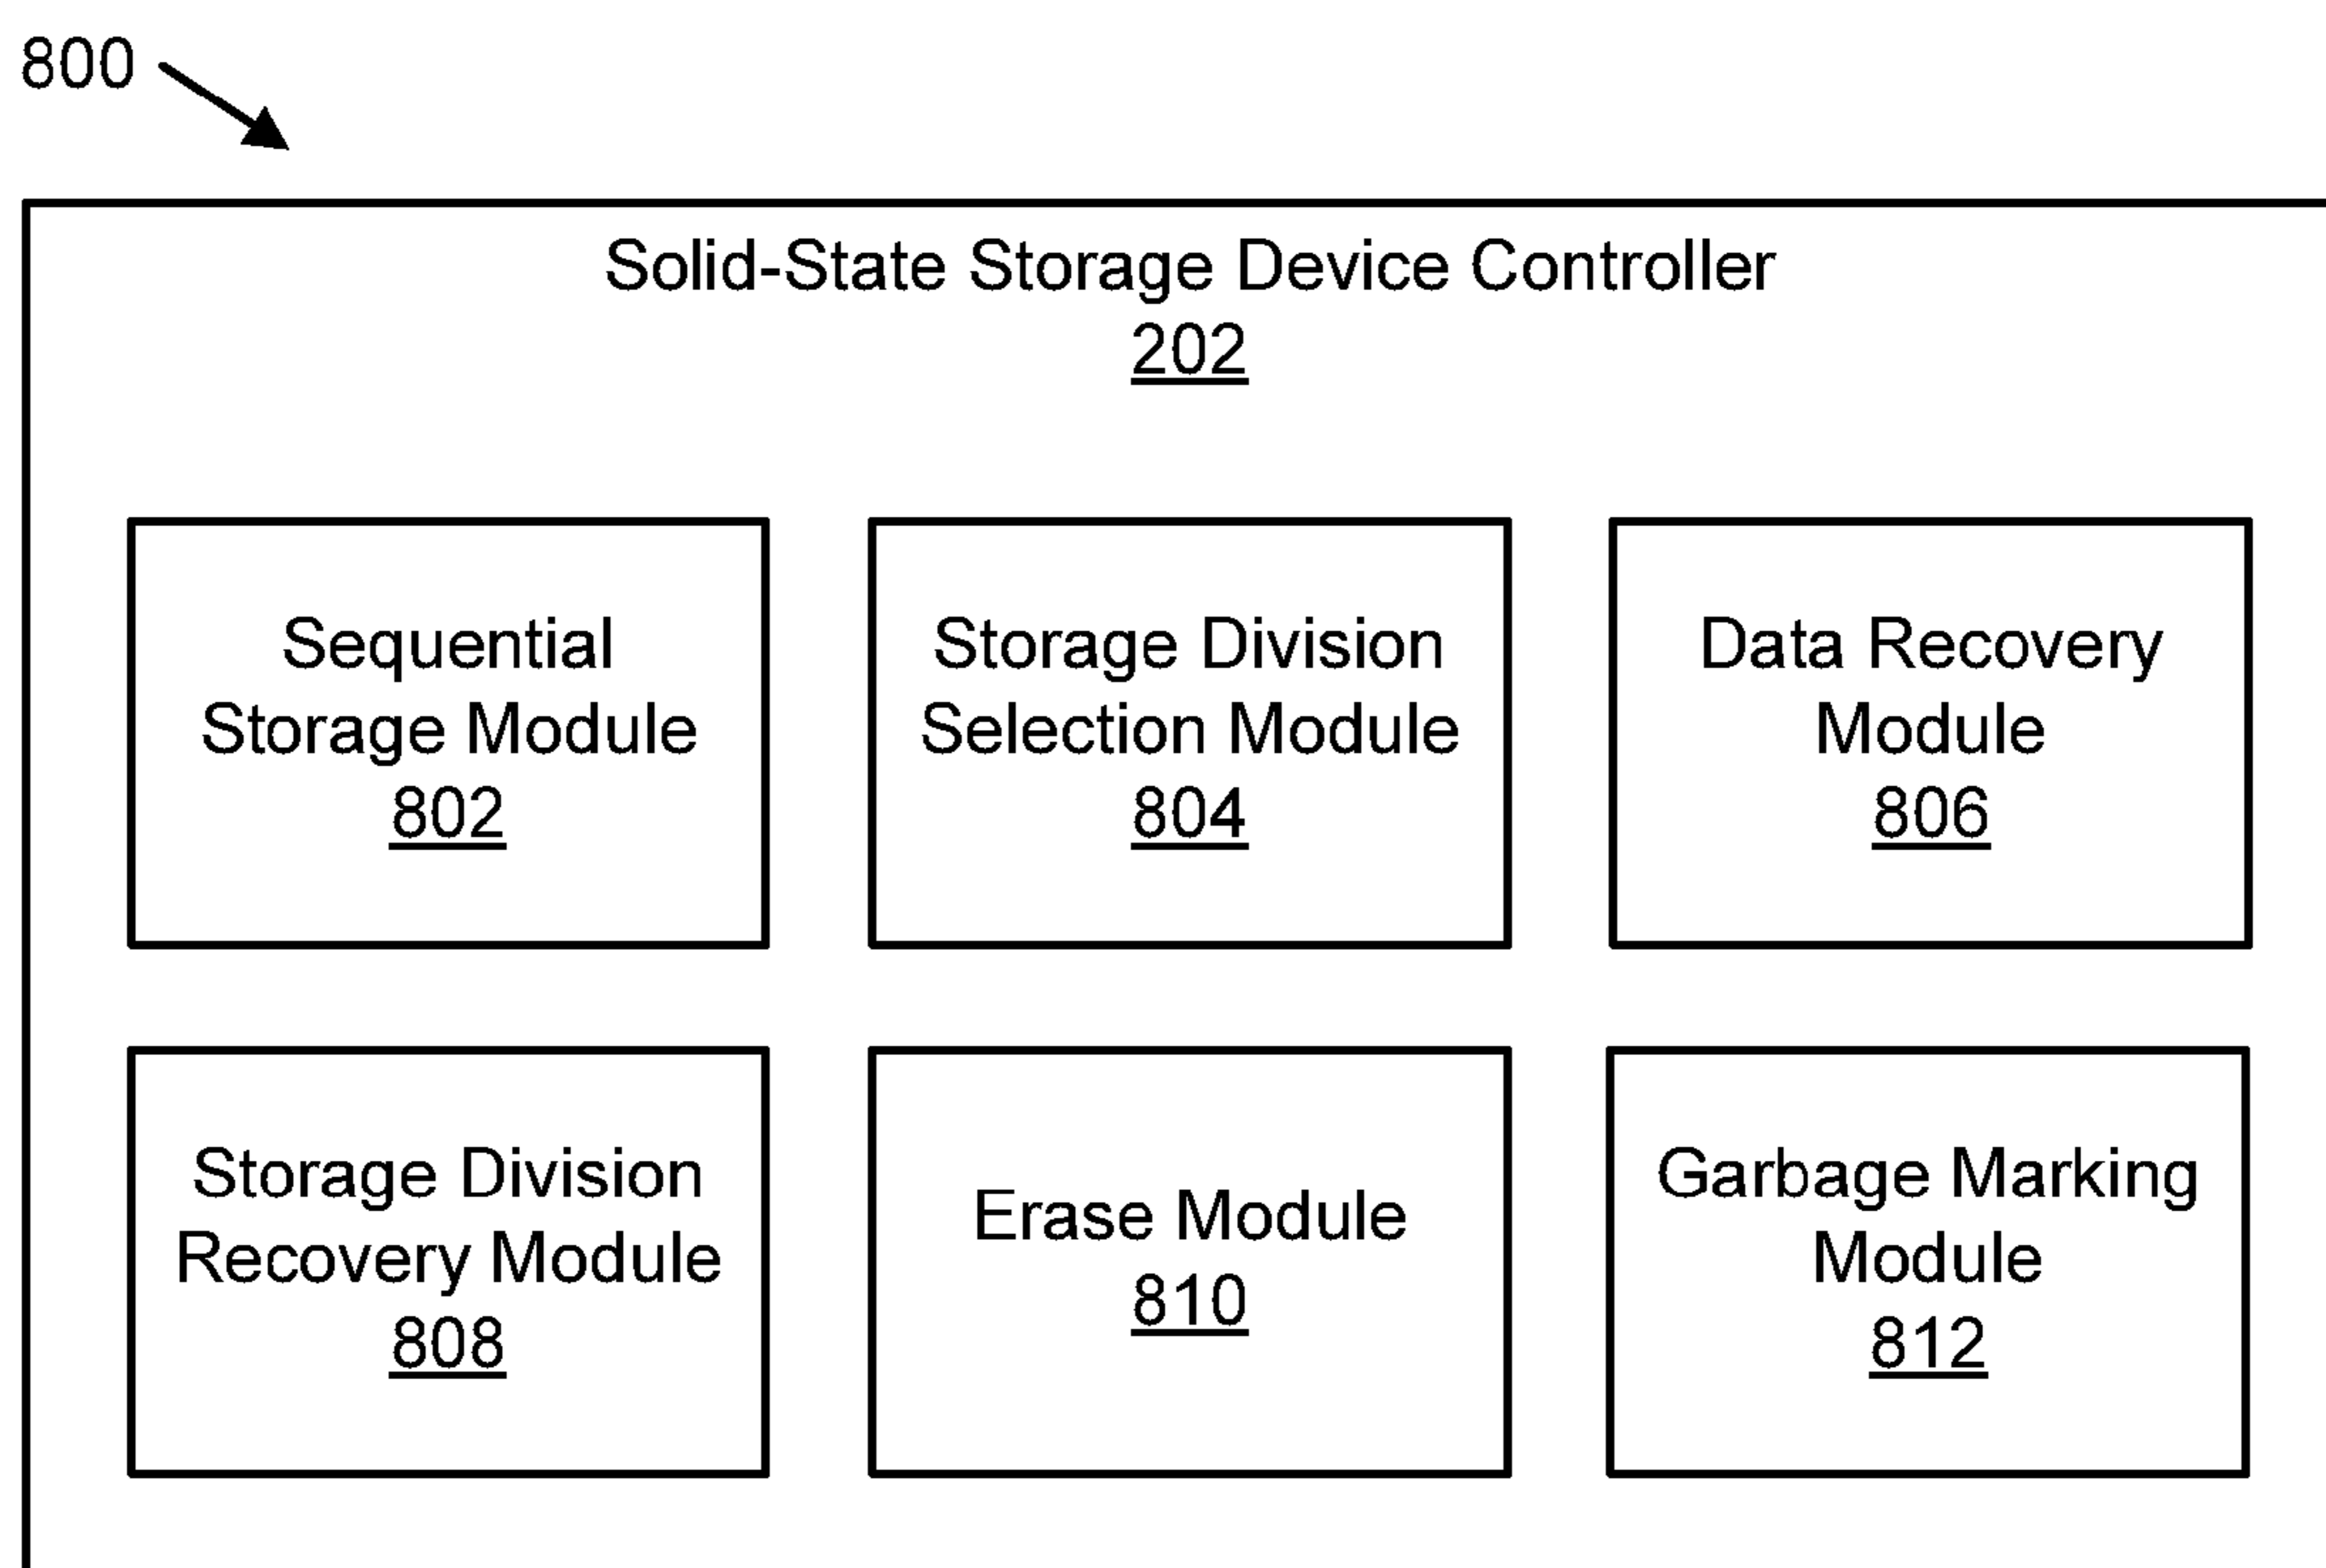 800
Solid-State Storage Device Controller
202
Sequential
Storage Module
802
Storage Division
Selection Module
804
Data Recovery
Module
806
Storage Division
Recovery Module
808
Erase Module
810
Garbage Marking
Module
812